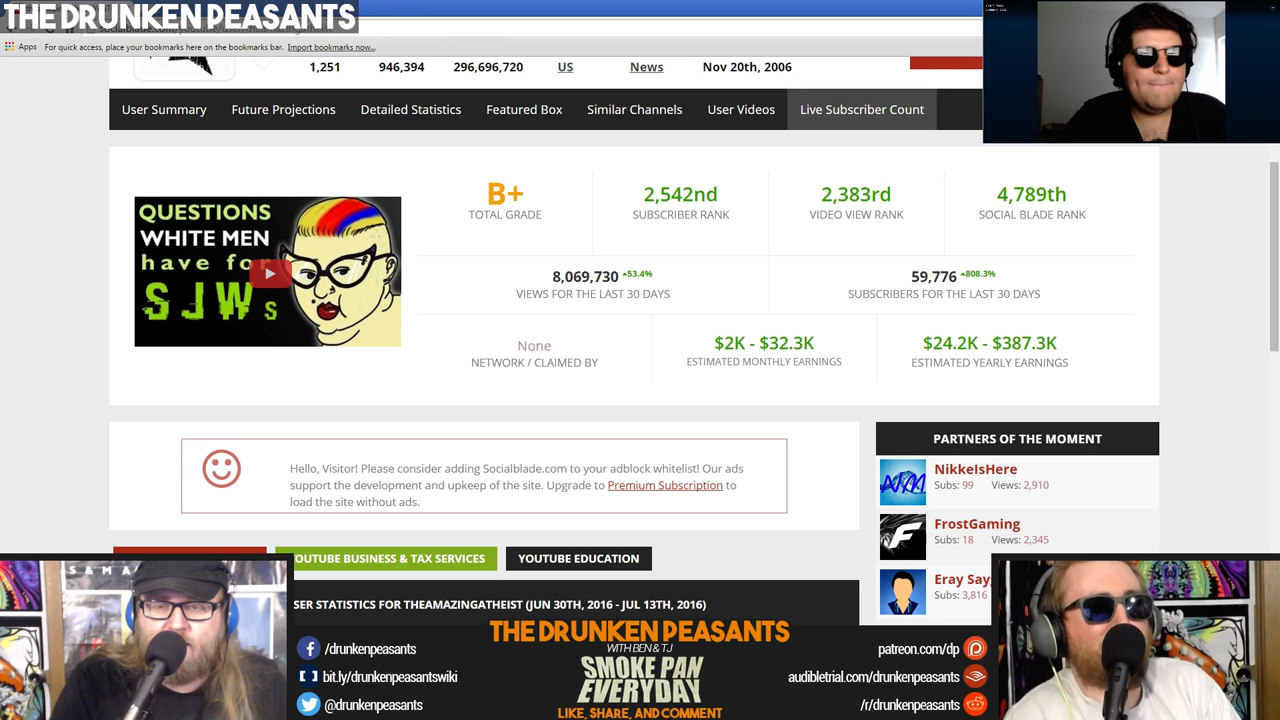 THE DRUNKEN PEASANTS
Apps For quick access, place your bookmarks here on the bookmarks bar. Import bookmarks now...
1,251 946,394 296,696,720 US News Nov 20th, 2006
User Summary Future Projections Detailed Statistics Featured Box Similar Channels User Videos Live Subscriber Count
QUESTIONS
WHITE MEN
have for
SJWs
B+ 2,542nd 2,383rd 4,789th
TOTAL GRADE SUBSCRIBER RANK VIDEO VIEW RANK SOCIAL BLADE RANK
8,069,730 53.4% 59,776 808.3%
VIEWS FOR THE LAST 30 DAYS SUBSCRIBERS FOR THE LAST 30 DAYS
None $2K - $32.3K $24.2K - $387.3K
NETWORK / CLAIMED BY ESTIMATED MONTHLY EARNINGS ESTIMATED YEARLY EARNINGS
Hello, Visitor! Please consider adding Socialblade.com to your adblock whitelist! Our ads
support the development and upkeep of the site. Upgrade to Premium Subscription to
load the site without ads.
PARTNERS OF THE MOMENT
NikkeIsHere
Subs: 99 Views: 2,910
FrostGaming
Subs: 18 Views: 2,345
Eray
Subs: 3,816
OUTUBE BUSINESS & TAX SERVICES YOUTUBE EDUCATION
SER STATISTICS FOR THEAMAZINGATHEIST (JUN 30TH, 2016 - JUL 13TH, 2016)
THE DRUNKEN PEASANTS
WITH BEN & TJ
SMOKE PAN
EVERYDAY
LIKE, SHARE, AND COMMENT
/drunkenpeasants
bit.ly/drunkenpeasantswiki
@drunkenpeasants
patreon.com/dp
audibletrial.com/drunkenpeasants
/r/drunkenpeasants